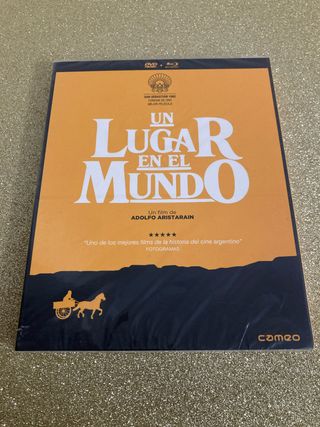 DVD + Blu-ray
SAN SEBASTIÁN 1992
CONCHA DE ORO
MEJOR PELÍCULA
UN
LUGAR
EN EL
MUNDO
Un film de
ADOLFO ARISTARAIN
★★★★★
"Uno de los mejores films de la historia del cine argentino"
FOTOGRAMAS
cameo